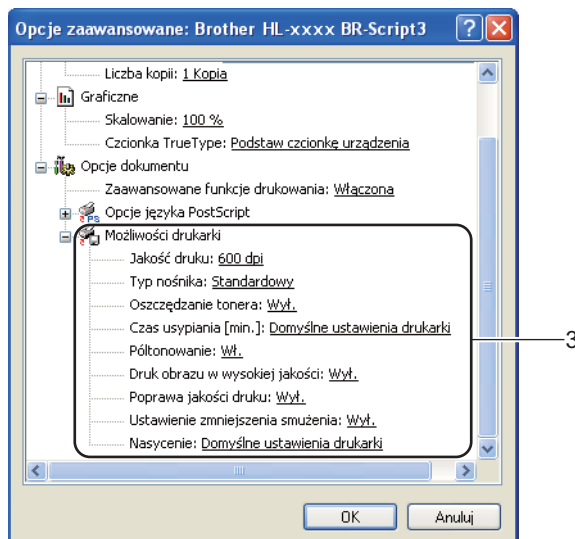 Opcje zaawansowane: Brother HL-xxxx BR-Script3
Liczba kopii: 1 Kopia
Graficzne
Skalowanie: 100 %
Czcionka TrueType: Podstaw czcionkę urządzenia
Opcje dokumentu
Zaawansowane funkcje drukowania: Włączona
Opcje języka PostScript
Możliwości drukarki
Jakość druku: 600 dpi
Typ nośnika: Standardowy
Oszczędzanie tonera: Wył.
Czas usypiania [min.]: Domyślne ustawienia drukarki
Półtonowanie: Wł.
Druk obrazu w wysokiej jakości: Wył.
Poprawa jakości druku: Wył.
Ustawienie zmniejszenia smużenia: Wył.
Nasycenie: Domyślne ustawienia drukarki
3
OK Anuluj